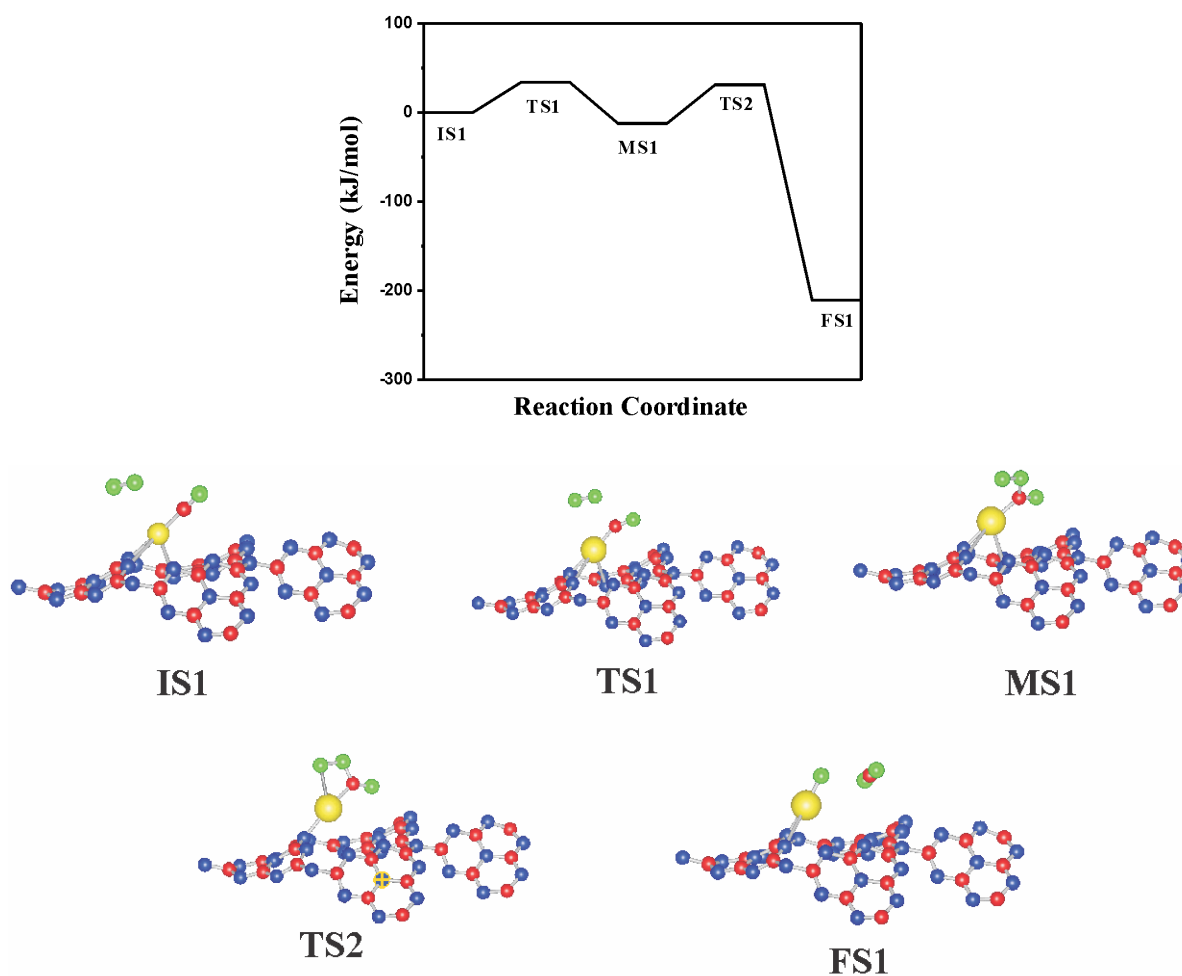 100
0
-100
-200
-300
Energy (kJ/mol)
IS1
TS1
MS1
TS2
FS1
Reaction Coordinate
IS1
TS1
MS1
TS2
FS1